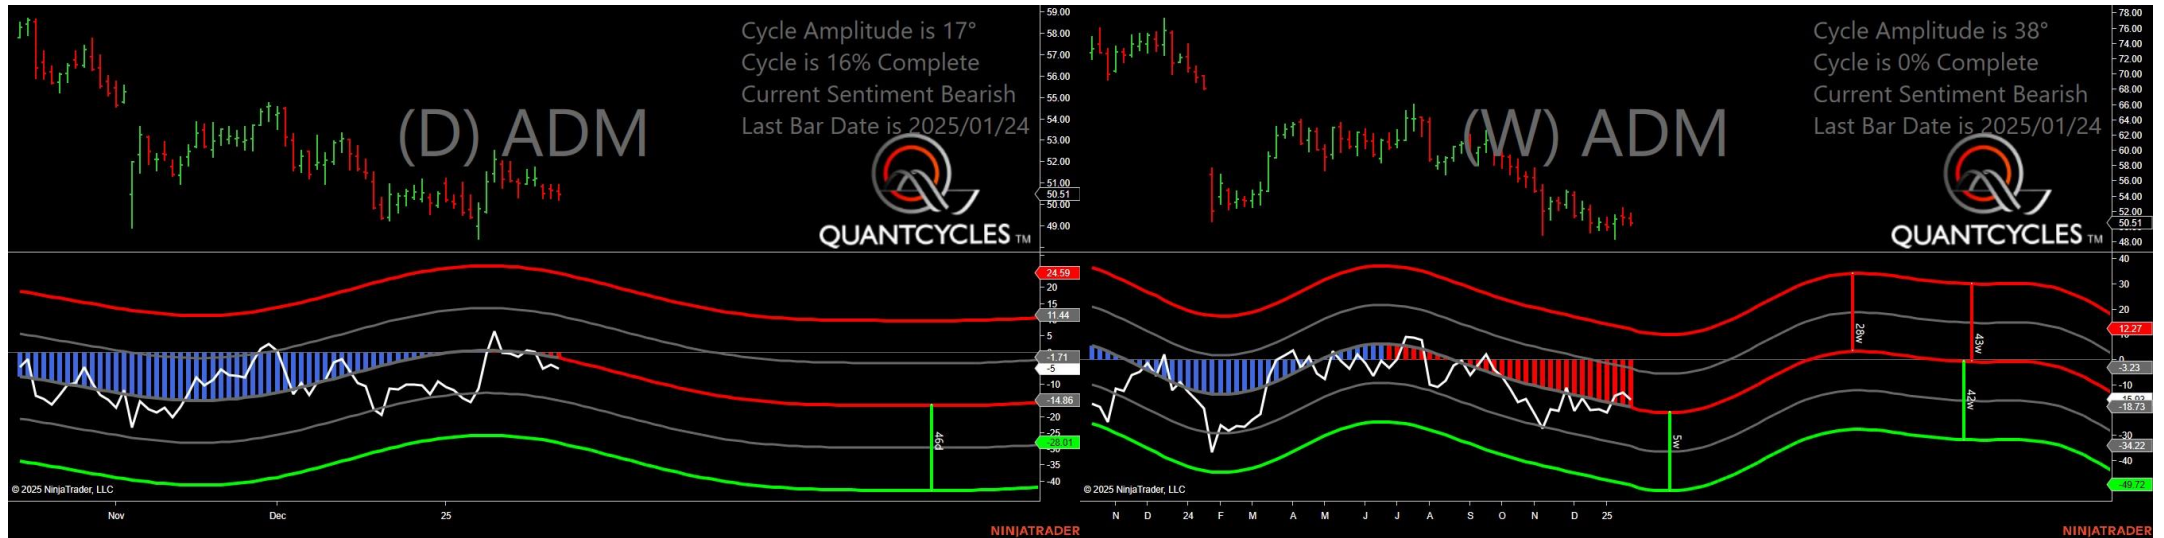 Cycle Amplitude is 17°
Cycle is 16% Complete
Current Sentiment Bearish
Last Bar Date is 2025/01/24
(D) ADM
QUANTCYCLES TM
59.00
58.00
57.00
56.00
55.00
54.00
53.00
52.00
51.00
50.51
50.00
49.00
24.59
20
15
11.44
5
-1.71
-5
-10
-14.86
-20
-25
-28.01
-35
-40
46d
© 2025 NinjaTrader, LLC
Nov Dec 25
NINJATRADER
Cycle Amplitude is 38°
Cycle is 0% Complete
Current Sentiment Bearish
Last Bar Date is 2025/01/24
(W) ADM
QUANTCYCLES TM
78.00
76.00
74.00
72.00
70.00
68.00
66.00
64.00
62.00
60.00
58.00
56.00
54.00
52.00
50.51
48.00
40
30
20
12.27
0
-3.23
-10
-18.73
-30
-34.22
-40
-49.72
28w
43w
42w
5w
© 2025 NinjaTrader, LLC
N D 24 F M A M J J A S O N D 25
NINJATRADER